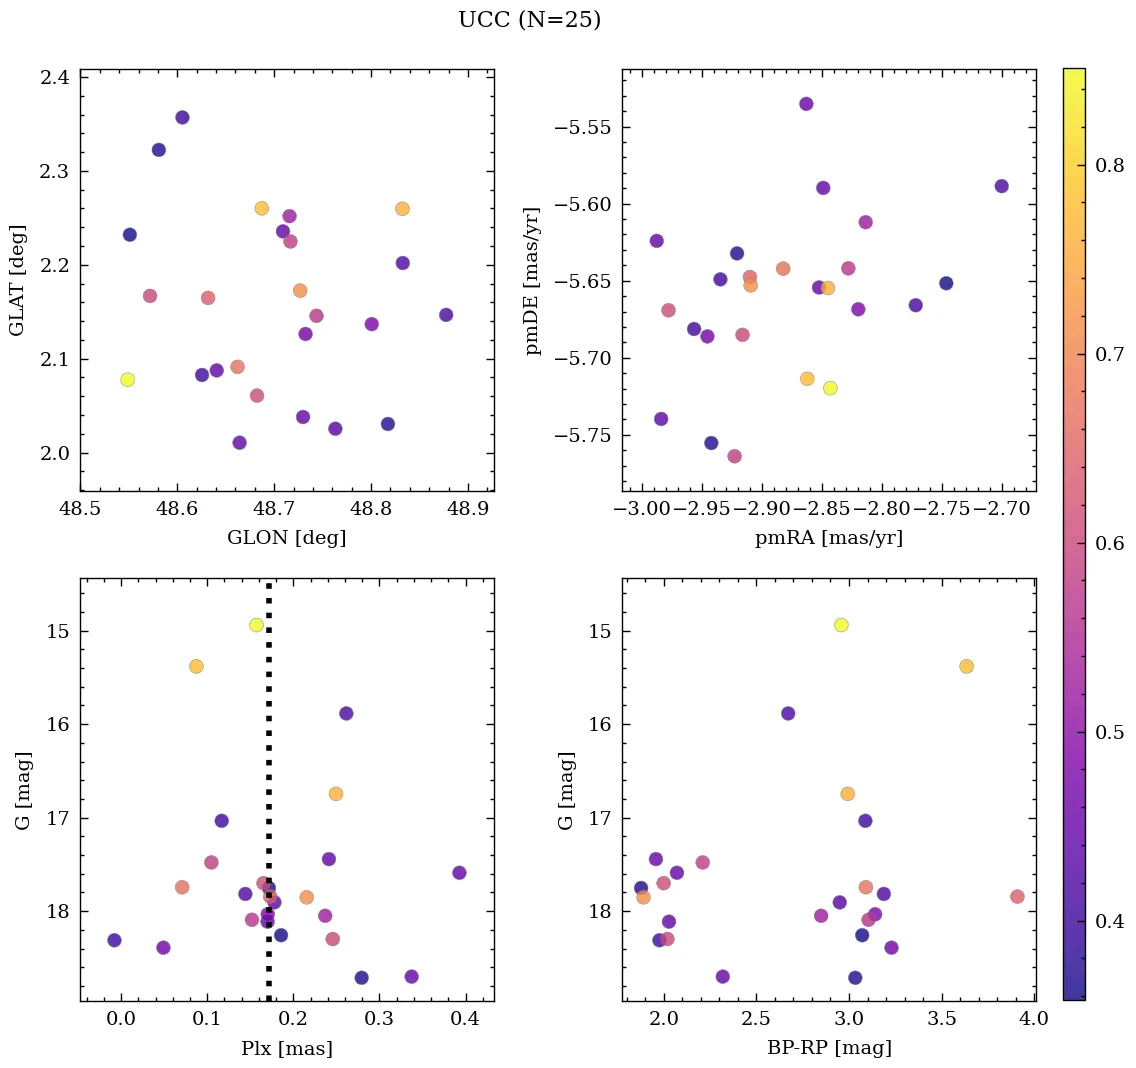 UCC (N=25)
2.4
2.3
2.2
2.1
2.0
GLAT [deg]
48.5 48.6 48.7 48.8 48.9
GLON [deg]
−5.55
−5.60
−5.65
−5.70
−5.75
pmDE [mas/yr]
−3.00 −2.95 −2.90 −2.85 −2.80 −2.75 −2.70
pmRA [mas/yr]
15
16
17
18
G [mag]
0.0 0.1 0.2 0.3 0.4
Plx [mas]
15
16
17
18
G [mag]
2.0 2.5 3.0 3.5 4.0
BP-RP [mag]
0.8
0.7
0.6
0.5
0.4